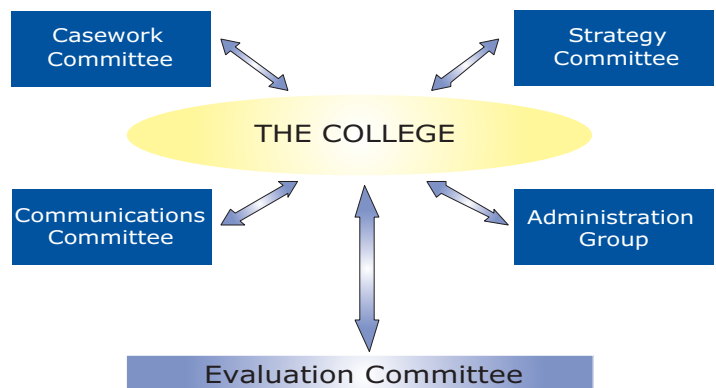 Casework
Committee
Strategy
Committee
THE COLLEGE
Communications
Committee
Administration
Group
Evaluation Committee